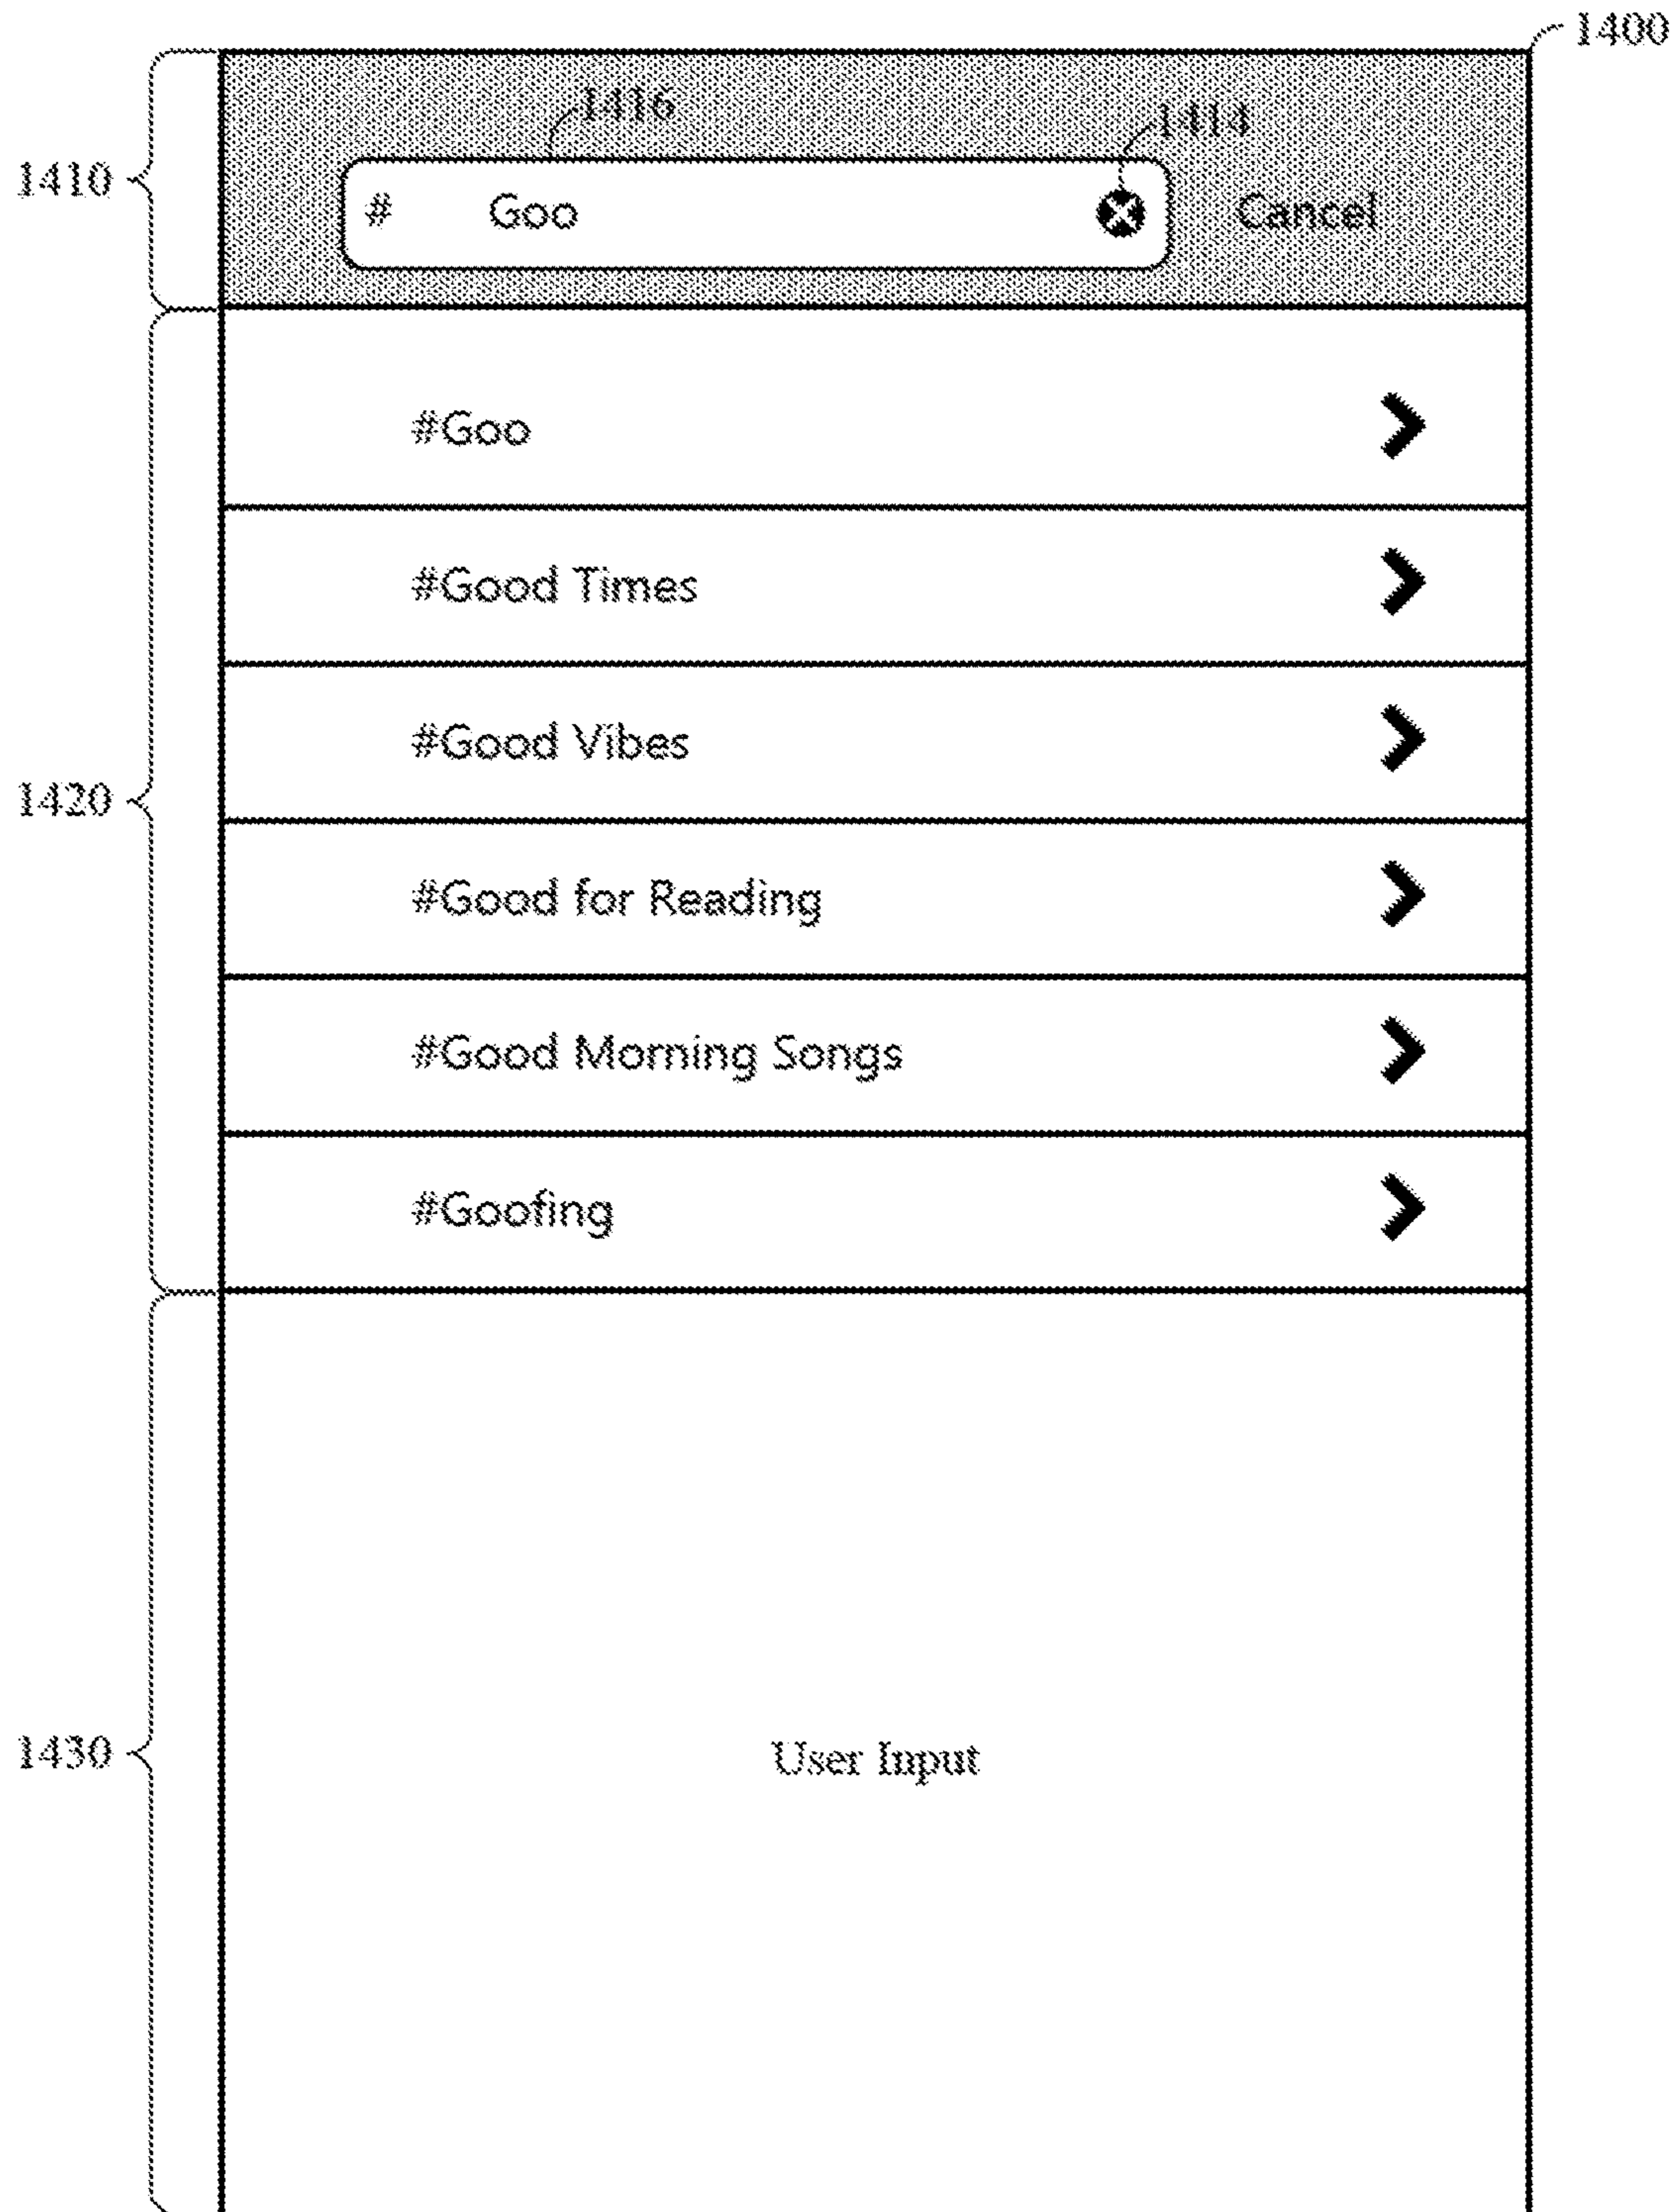 1400
1416
1414
1410
# Goo Cancel
#Goo
#Good Times
#Good Vibes
1420
#Good for Reading
#Good Morning Songs
#Goofing
1430
User Input